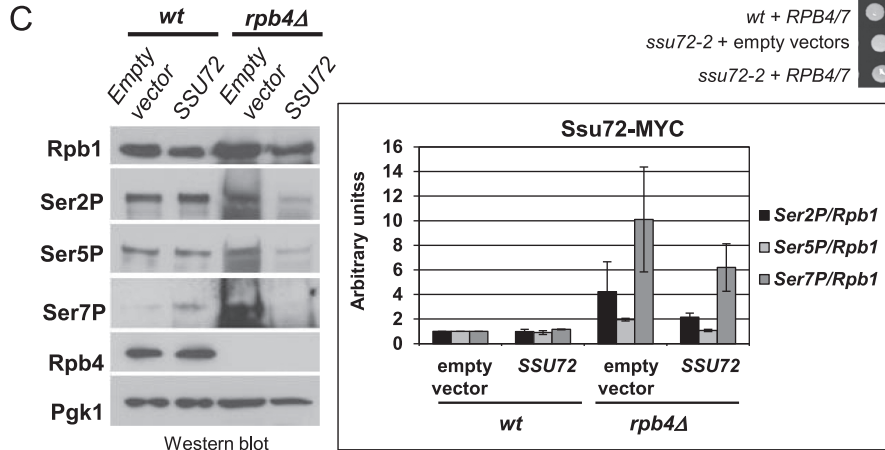 C
wt rpb4Δ
Empty vector SSU72 Empty vector SSU72
Rpb1
Ser2P
Ser5P
Ser7P
Rpb4
Pgk1
Western blot
wt + RPB4/7
ssu72-2 + empty vectors
ssu72-2 + RPB4/7
Ssu72-MYC
Arbitrary unitss
16
14
12
10
8
6
4
2
0
Ser2P/Rpb1
Ser5P/Rpb1
Ser7P/Rpb1
empty vector SSU72 empty vector SSU72
wt rpb4Δ